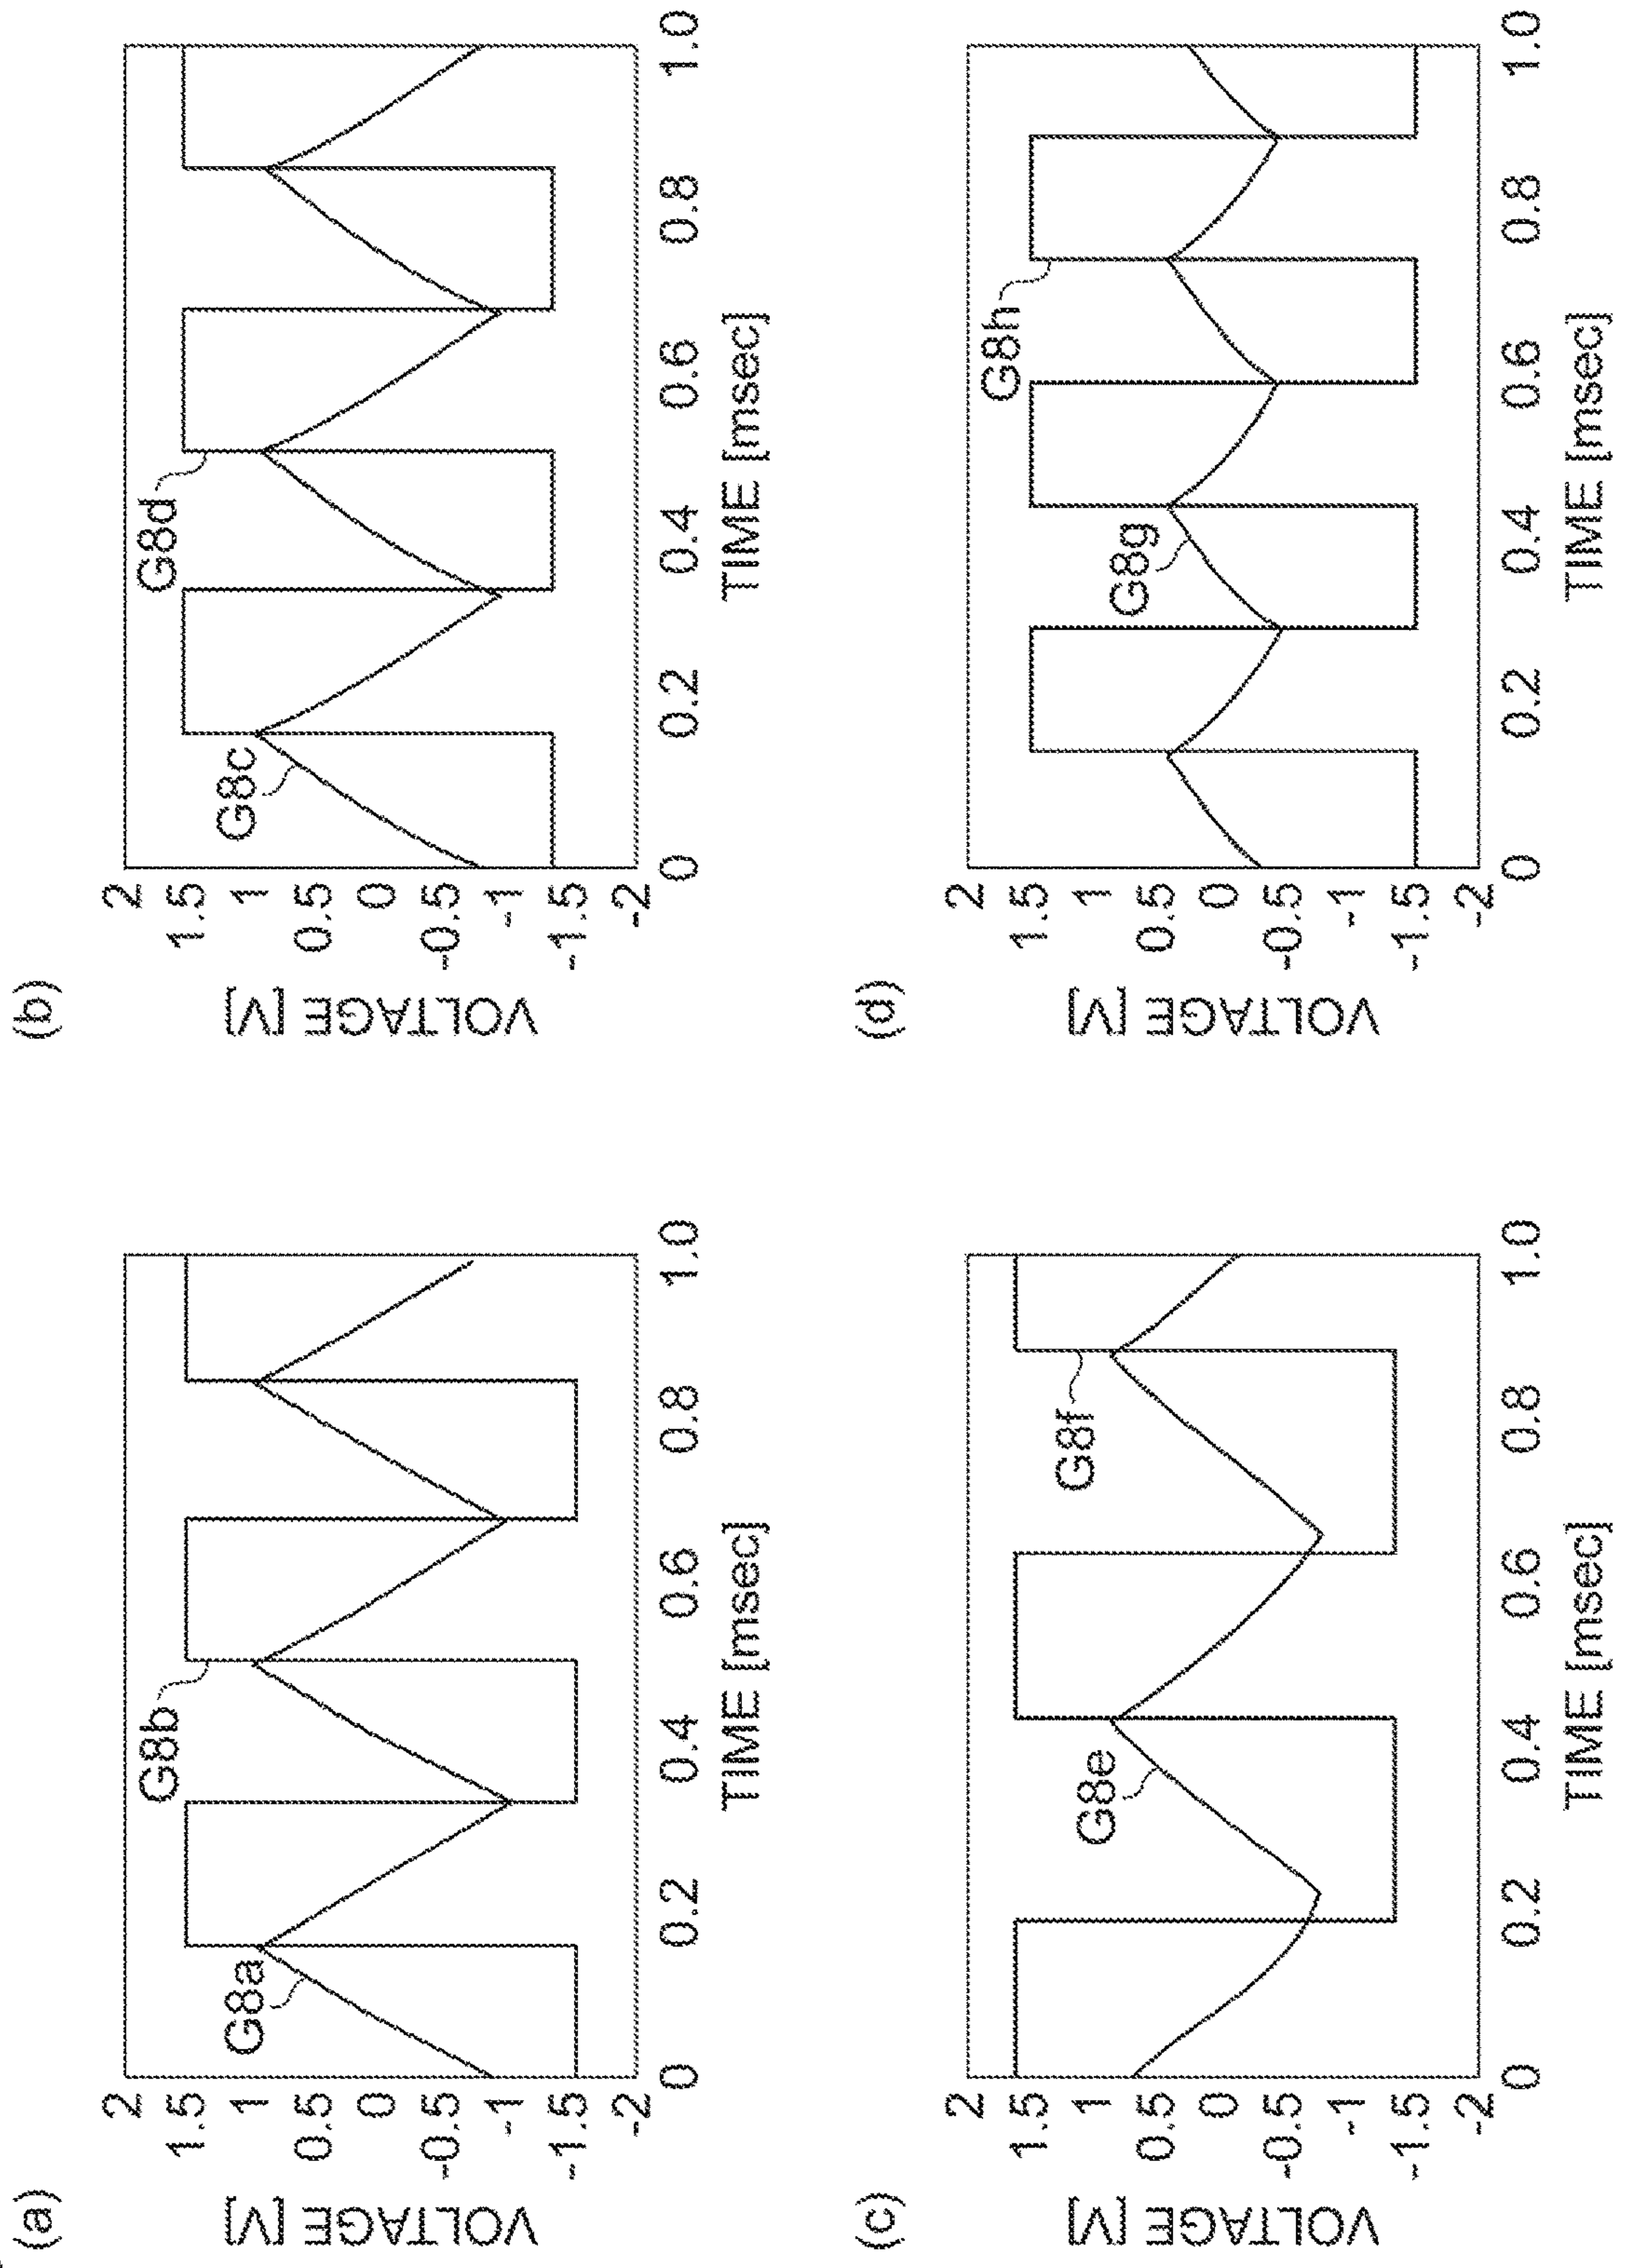 (a)
VOLTAGE [V]
2
1.5
1
0.5
0
-0.5
-1
-1.5
-2
G8a
G8b
0 0.2 0.4 0.6 0.8 1.0
TIME [msec]
(b)
VOLTAGE [V]
2
1.5
1
0.5
0
-0.5
-1
-1.5
-2
G8c
G8d
0 0.2 0.4 0.6 0.8 1.0
TIME [msec]
(c)
VOLTAGE [V]
2
1.5
1
0.5
0
-0.5
-1
-1.5
-2
G8e
G8f
0 0.2 0.4 0.6 0.8 1.0
TIME [msec]
(d)
VOLTAGE [V]
2
1.5
1
0.5
0
-0.5
-1
-1.5
-2
G8g
G8h
0 0.2 0.4 0.6 0.8 1.0
TIME [msec]